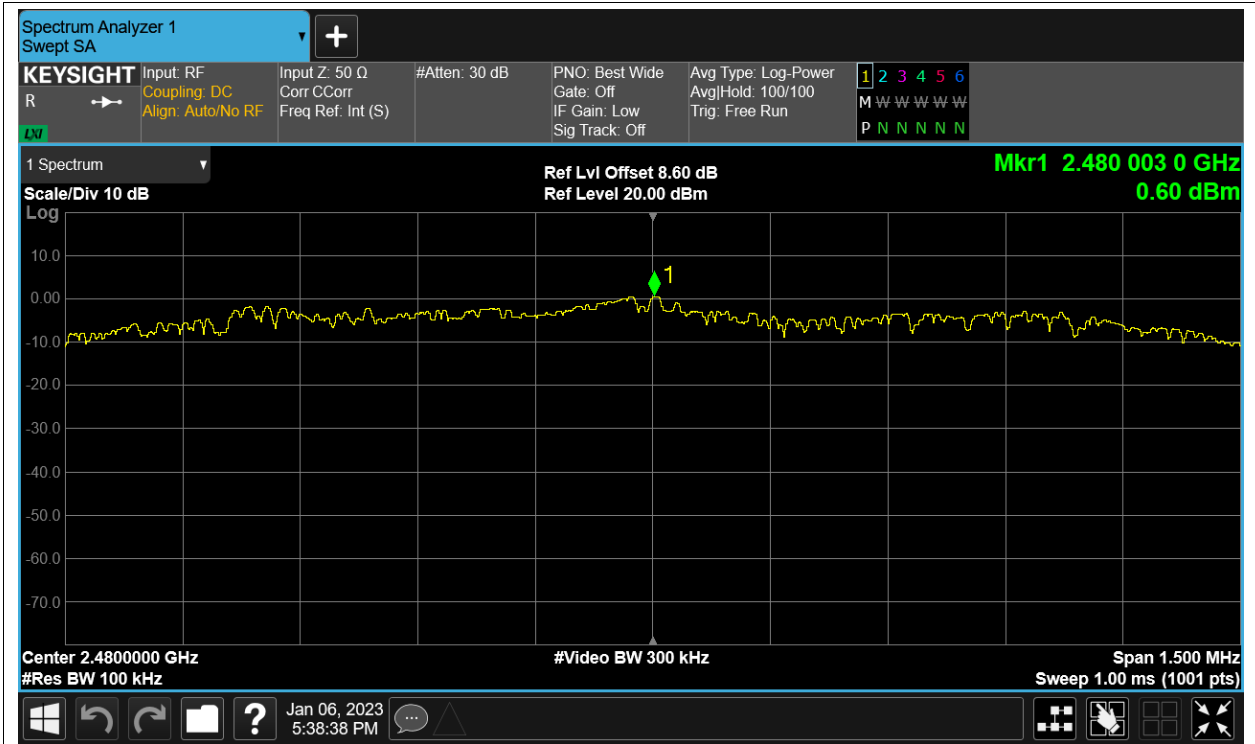 Spectrum Analyzer 1
Swept SA
KEYSIGHT
R
LXI
Input: RF
Coupling: DC
Align: Auto/No RF
Input Z: 50 Ω
Corr CCorr
Freq Ref: Int (S)
#Atten: 30 dB
PNO: Best Wide
Gate: Off
IF Gain: Low
Sig Track: Off
Avg Type: Log-Power
Avg|Hold: 100/100
Trig: Free Run
1 2 3 4 5 6
M W W W W W
P N N N N N
1 Spectrum
Scale/Div 10 dB
Log
Ref Lvl Offset 8.60 dB
Ref Level 20.00 dBm
Mkr1 2.480 003 0 GHz
0.60 dBm
1
10.0
0.00
-10.0
-20.0
-30.0
-40.0
-50.0
-60.0
-70.0
Center 2.4800000 GHz
#Res BW 100 kHz
#Video BW 300 kHz
Span 1.500 MHz
Sweep 1.00 ms (1001 pts)
Jan 06, 2023
5:38:38 PM